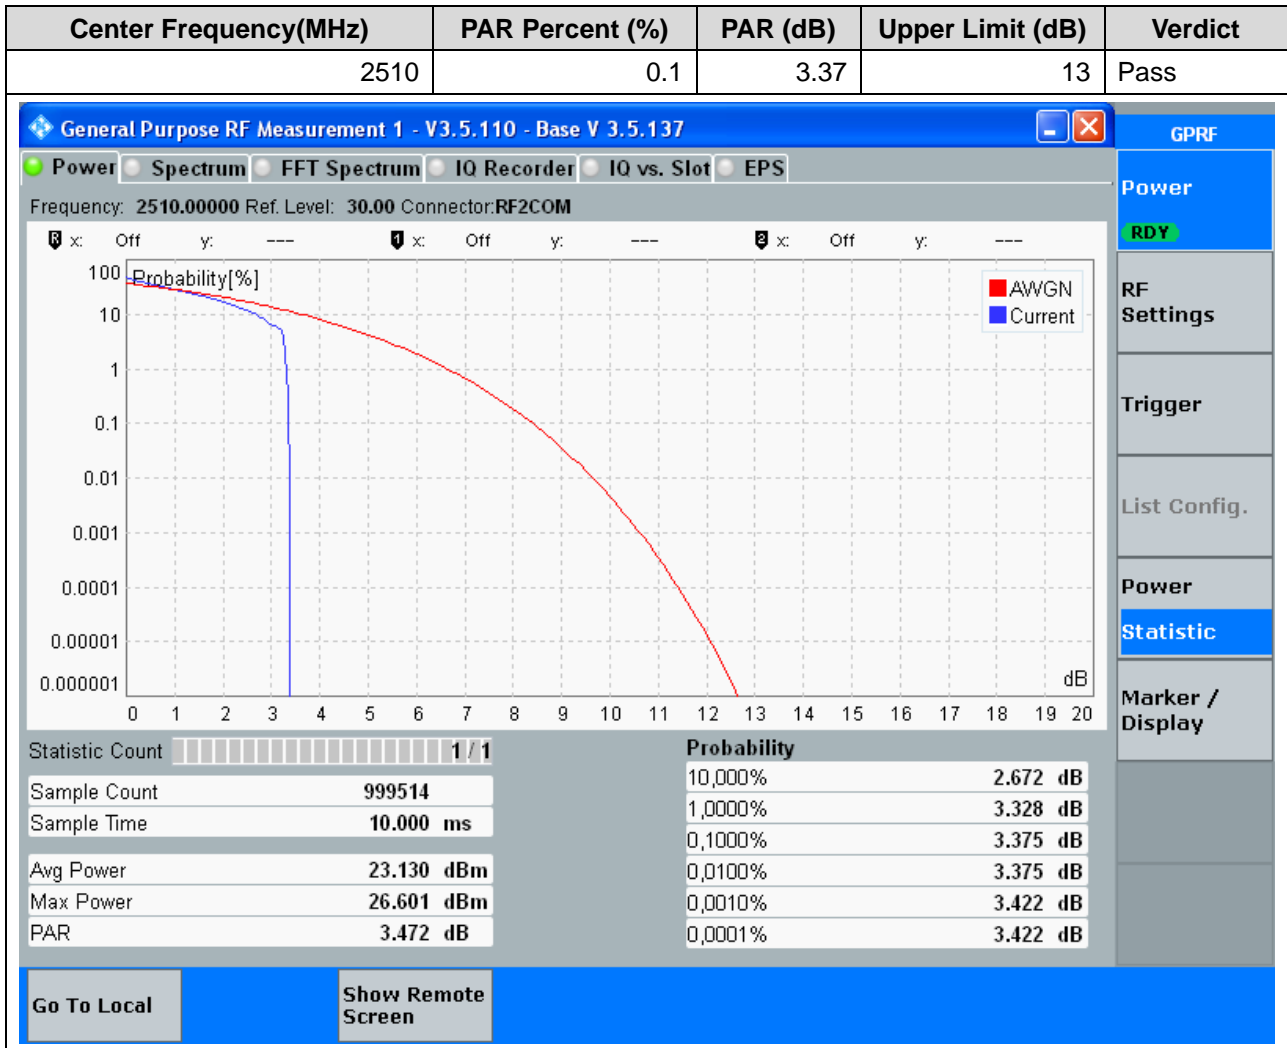 Center Frequency(MHz) PAR Percent (%) PAR (dB) Upper Limit (dB) Verdict
2510 0.1 3.37 13 Pass
General Purpose RF Measurement 1 - V3.5.110 - Base V 3.5.137
GPRF
Power Spectrum FFT Spectrum IQ Recorder IQ vs. Slot EPS
Frequency: 2510.00000 Ref. Level: 30.00 Connector:RF2COM
R x: Off y: --- 1 x: Off y: --- 2 x: Off y: ---
Probability[%]
AWGN
Current
100
10
1
0.1
0.01
0.001
0.0001
0.00001
0.000001
dB
0 1 2 3 4 5 6 7 8 9 10 11 12 13 14 15 16 17 18 19 20
Statistic Count 1 / 1
Sample Count 999514
Sample Time 10.000 ms
Avg Power 23.130 dBm
Max Power 26.601 dBm
PAR 3.472 dB
Probability
10,000% 2.672 dB
1,0000% 3.328 dB
0,1000% 3.375 dB
0,0100% 3.375 dB
0,0010% 3.422 dB
0,0001% 3.422 dB
Power
RDY
RF
Settings
Trigger
List Config.
Power
Statistic
Marker /
Display
Go To Local
Show Remote
Screen